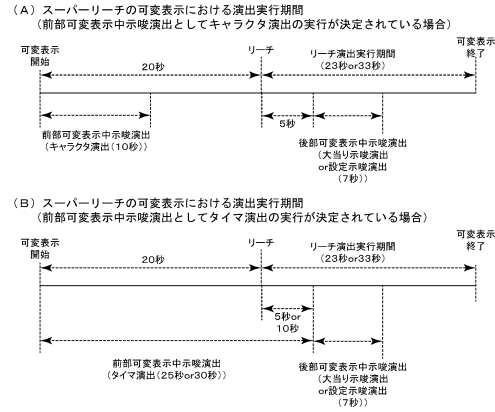 （A）スーパーリーチの可変表示における演出実行期間
（前部可変表示中示唆演出としてキャラクタ演出の実行が決定されている場合）
可変表示
開始
リーチ
可変表示
終了
20秒
リーチ演出実行期間
（23秒or33秒）
5秒
前部可変表示中示唆演出
（キャラクタ演出（10秒））
後部可変表示中示唆演出
（大当り示唆演出
or設定示唆演出
（7秒））
（B）スーパーリーチの可変表示における演出実行期間
（前部可変表示中示唆演出としてタイマ演出の実行が決定されている場合）
可変表示
開始
リーチ
可変表示
終了
20秒
リーチ演出実行期間
（23秒or33秒）
5秒or
10秒
前部可変表示中示唆演出
（タイマ演出（25秒or30秒））
後部可変表示中示唆演出
（大当り示唆演出
or設定示唆演出
（7秒））